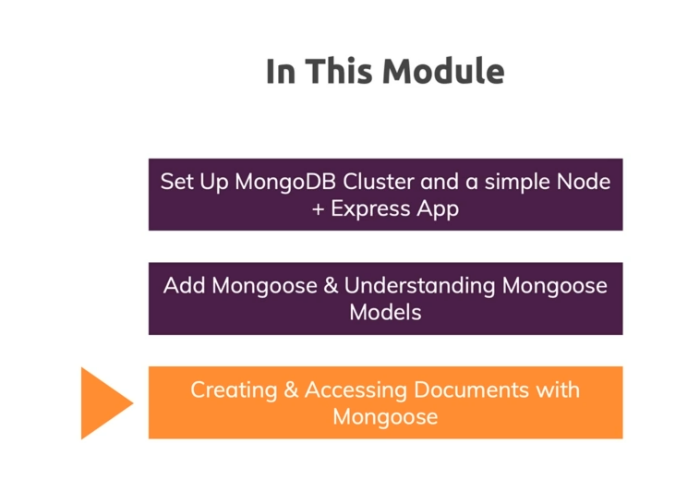 In This Module
Set Up MongoDB Cluster and a simple Node
+ Express App
Add Mongoose & Understanding Mongoose
Models
Creating & Accessing Documents with
Mongoose